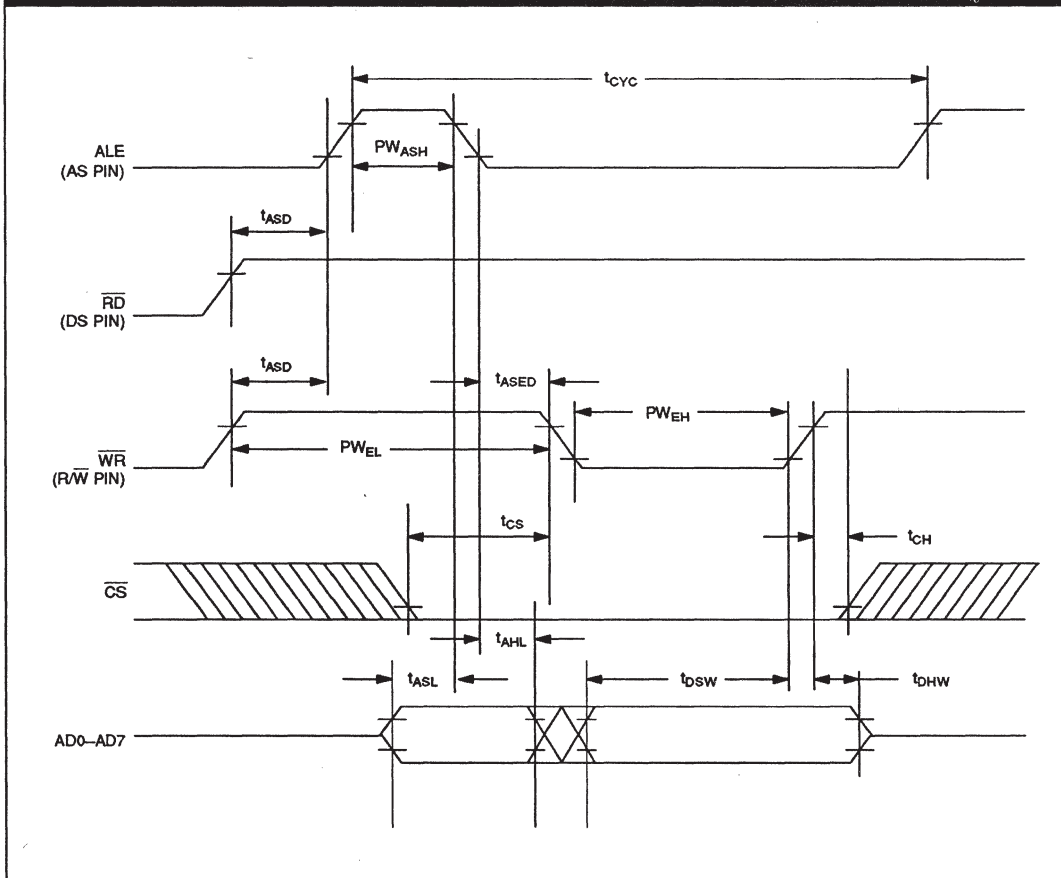 tCYC
ALE
(AS PIN)
PWASH
tASD
RD
(DS PIN)
tASD
tASED
WR
(R/W PIN)
PWEH
PWEL
tCS
tCH
CS
tAHL
tASL
tDSW
tDHW
AD0–AD7